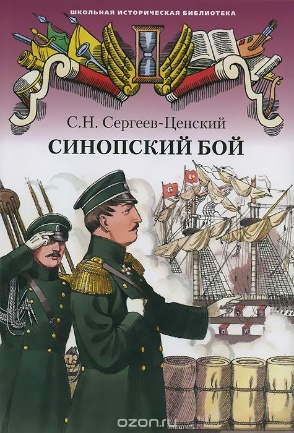 ШКОЛЬНАЯ ИСТОРИЧЕСКАЯ БИБЛИОТЕКА
С.Н. Сергеев-Ценский
СИНОПСКИЙ БОЙ
ozon.ru